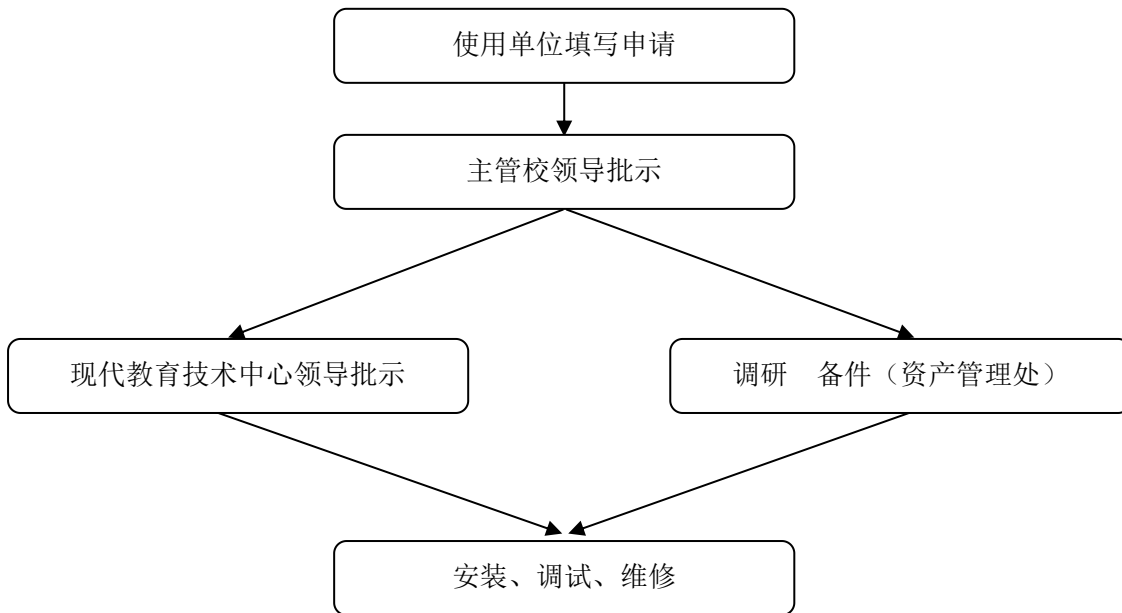 使用单位填写申请
主管校领导批示
现代教育技术中心领导批示
调研　备件（资产管理处）
安装、调试、维修